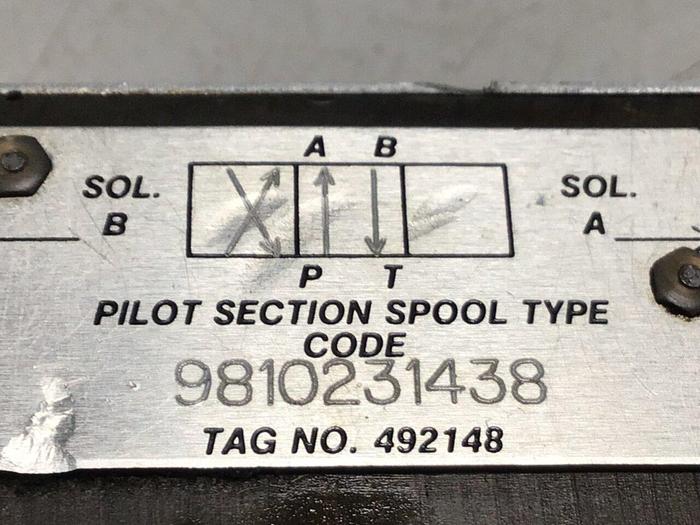 A B
SOL. SOL.
B A
P T
PILOT SECTION SPOOL TYPE
CODE
9810231438
TAG NO. 492148